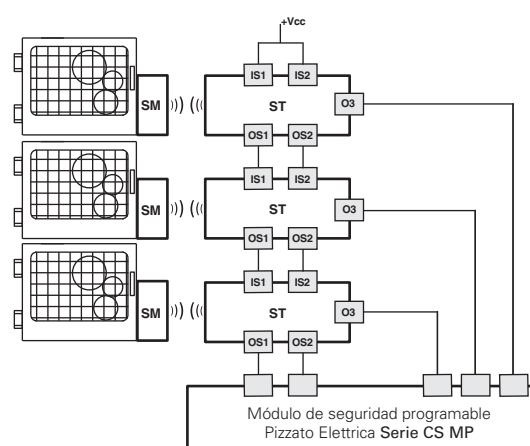 +Vcc
IS1 IS2
SM ST O3
OS1 OS2
IS1 IS2
SM ST O3
OS1 OS2
IS1 IS2
SM ST O3
OS1 OS2
Módulo de seguridad programable
Pizzato Elettrica Serie CS MP